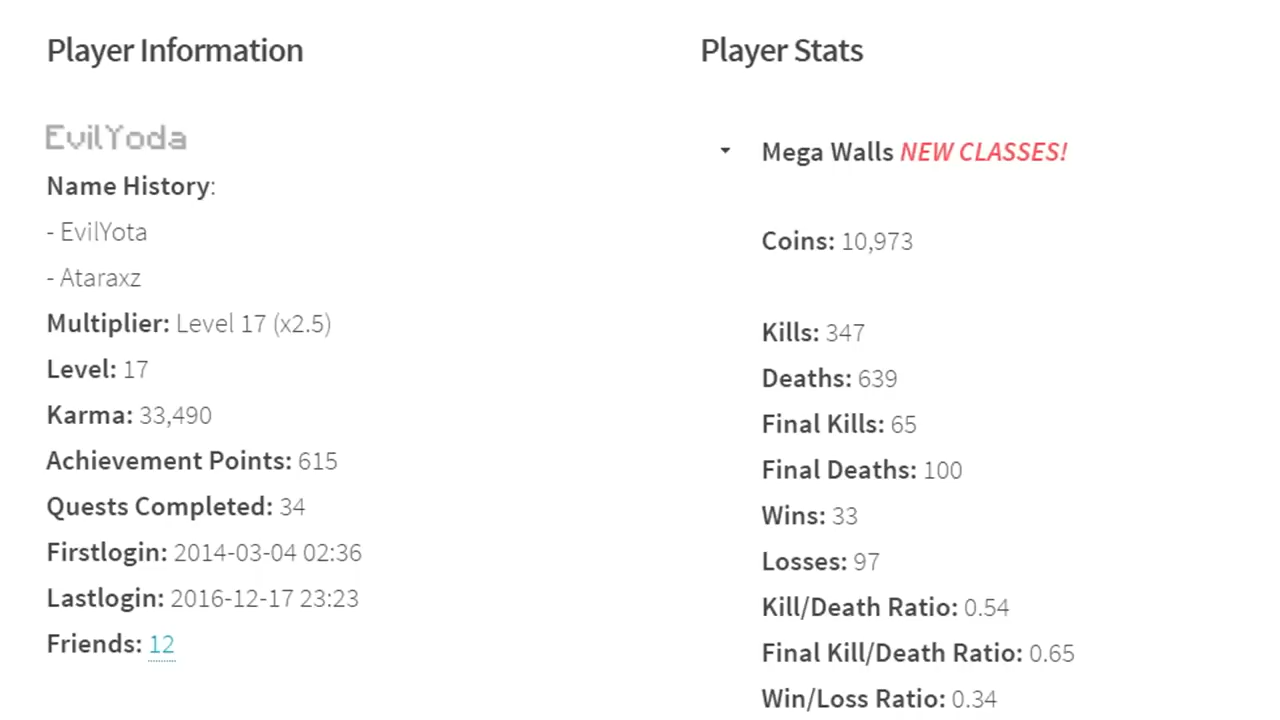 Player Information
EvilYoda
Name History:
- EvilYota
- Ataraxz
Multiplier: Level 17 (x2.5)
Level: 17
Karma: 33,490
Achievement Points: 615
Quests Completed: 34
Firstlogin: 2014-03-04 02:36
Lastlogin: 2016-12-17 23:23
Friends: 12
Player Stats
Mega Walls NEW CLASSES!
Coins: 10,973
Kills: 347
Deaths: 639
Final Kills: 65
Final Deaths: 100
Wins: 33
Losses: 97
Kill/Death Ratio: 0.54
Final Kill/Death Ratio: 0.65
Win/Loss Ratio: 0.34